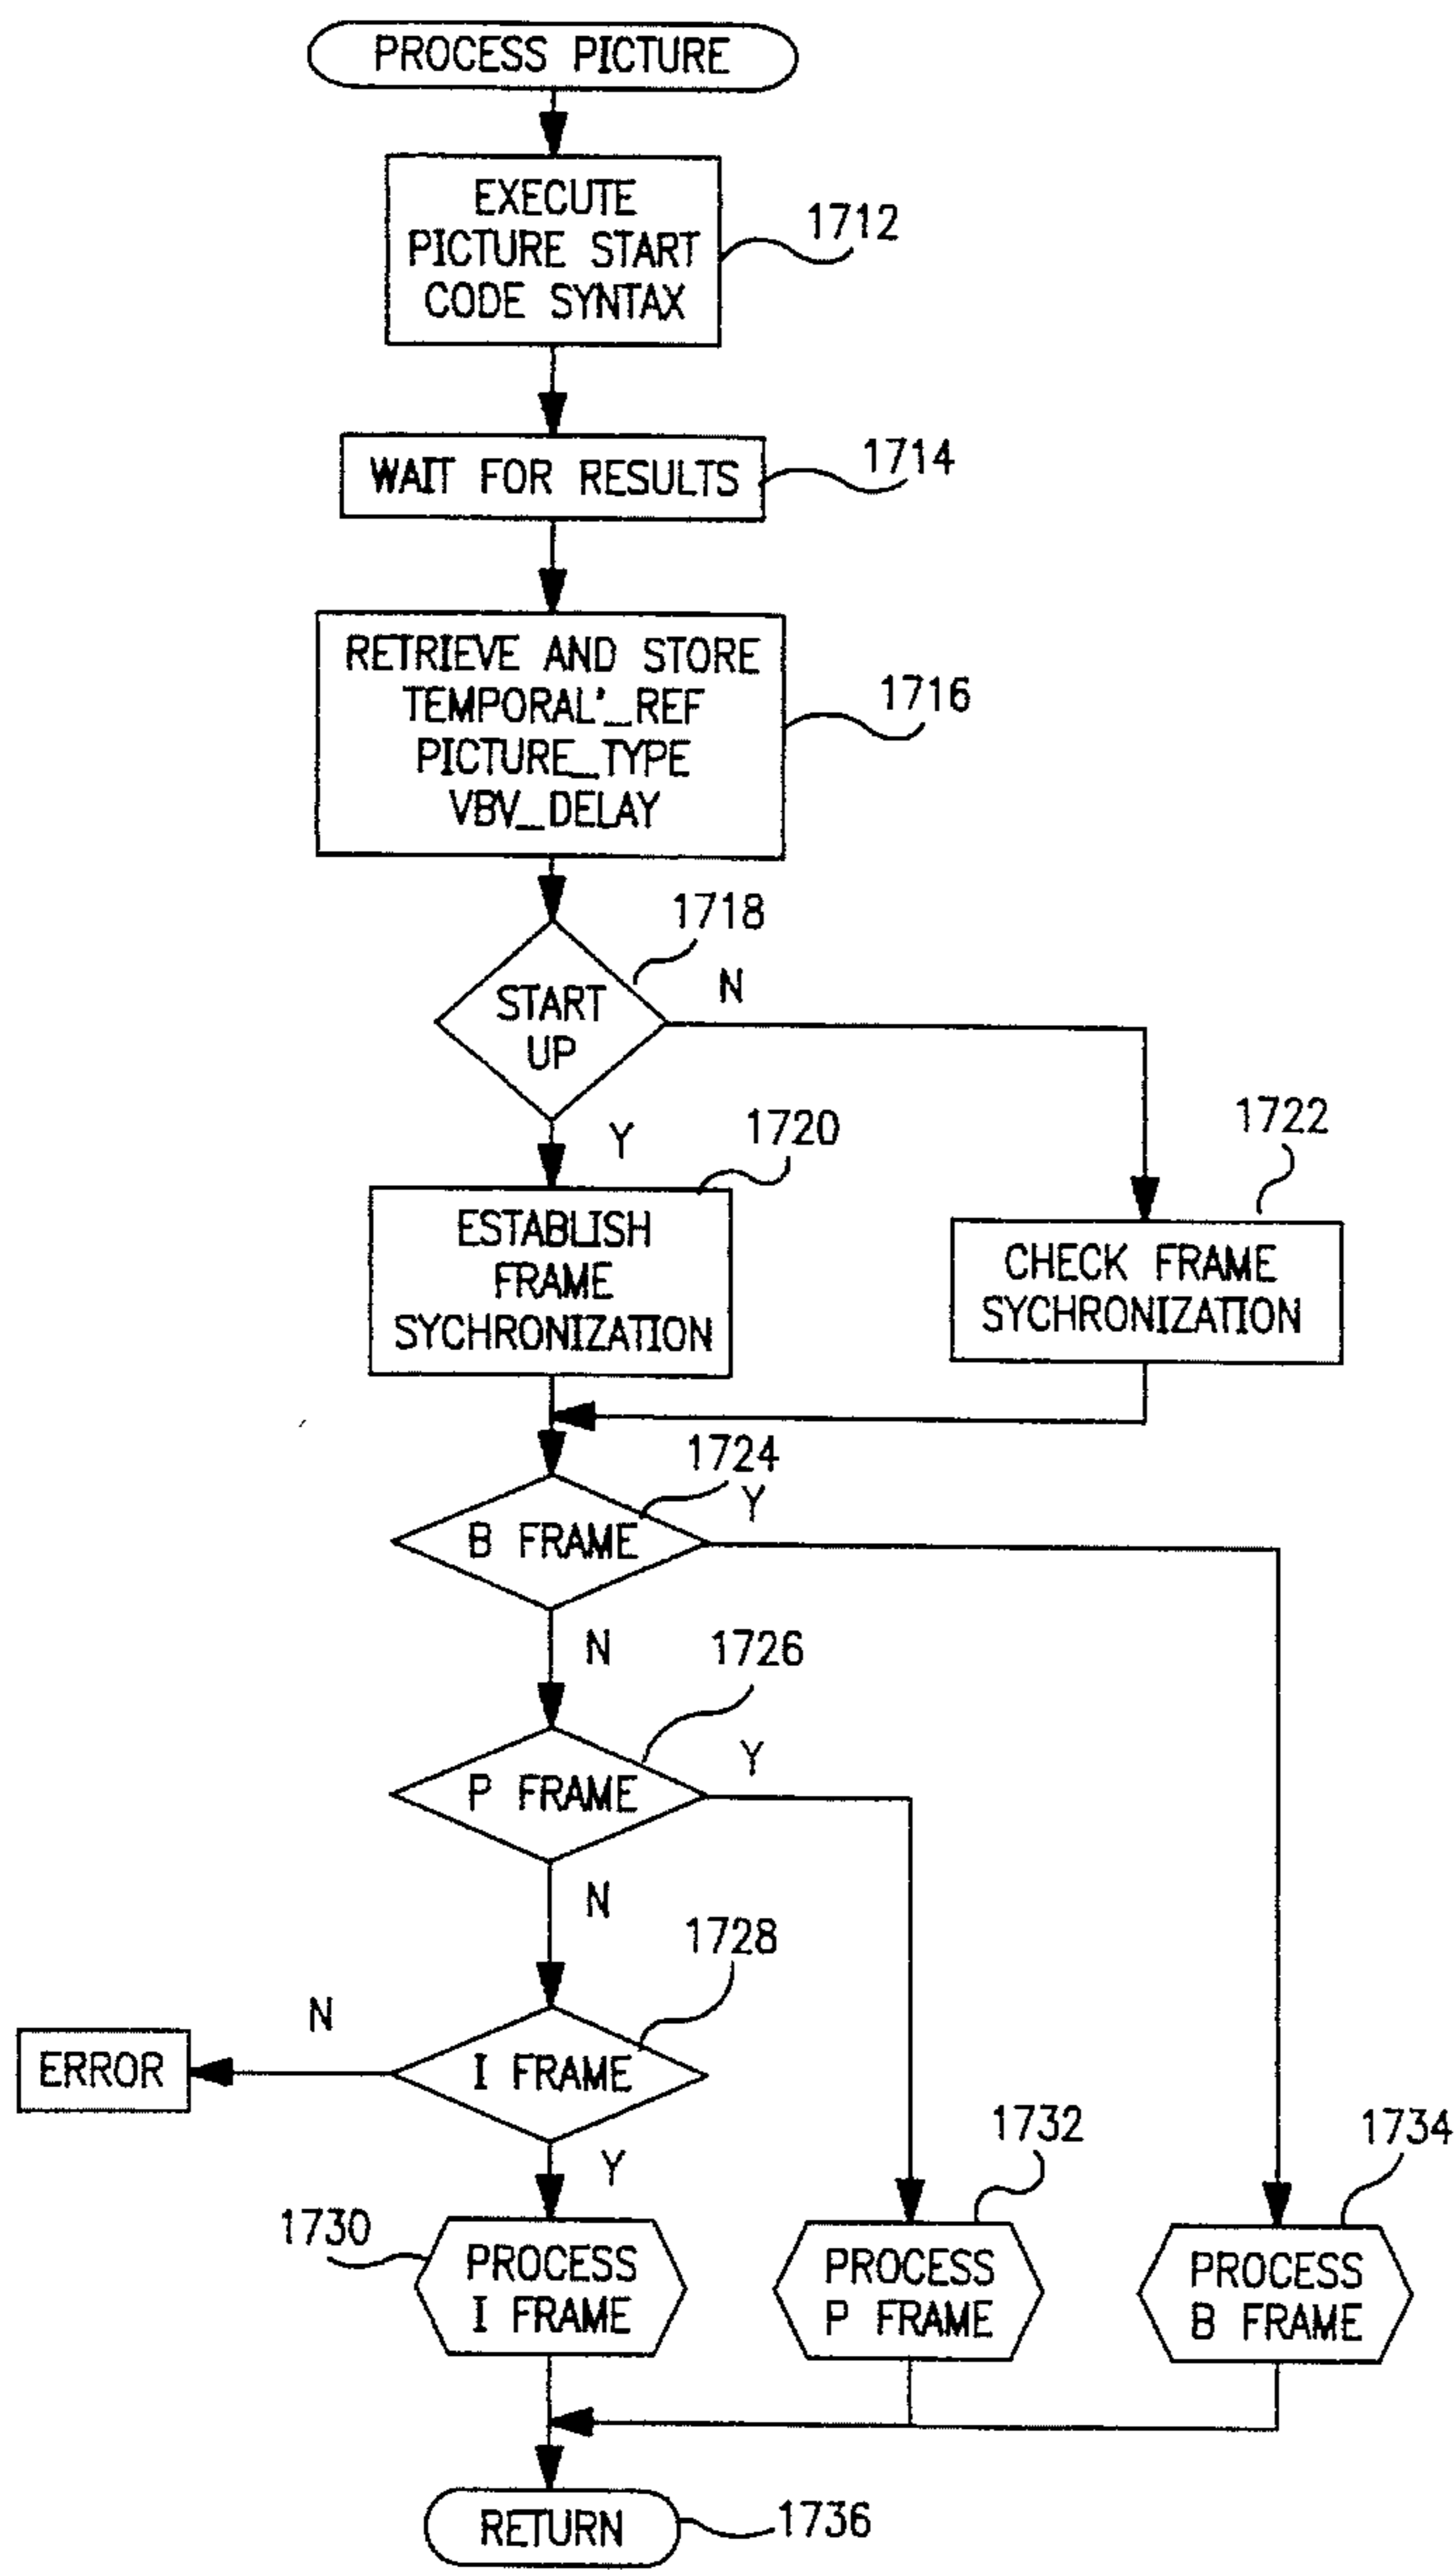 PROCESS PICTURE
EXECUTE
PICTURE START
CODE SYNTAX
1712
WAIT FOR RESULTS
1714
RETRIEVE AND STORE
TEMPORAL'_REF
PICTURE_TYPE
VBV_DELAY
1716
1718
START
UP
N
Y
1720
1722
ESTABLISH
FRAME
SYCHRONIZATION
CHECK FRAME
SYCHRONIZATION
1724
B FRAME
Y
N
1726
P FRAME
Y
N
1728
I FRAME
N
ERROR
Y
1730
PROCESS
I FRAME
1732
PROCESS
P FRAME
1734
PROCESS
B FRAME
RETURN
1736